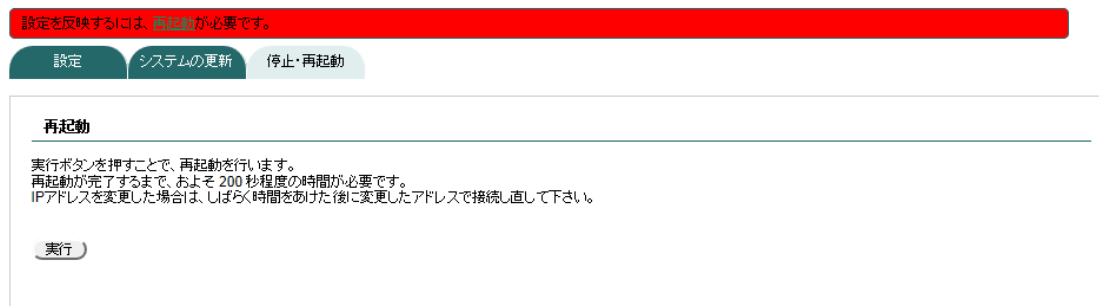 設定を反映するには、再起動が必要です。
設定 システムの更新 停止・再起動
再起動
実行ボタンを押すことで、再起動を行います。
再起動が完了するまで、およそ 200 秒程度の時間が必要です。
IPアドレスを変更した場合は、しばらく時間をあけた後に変更したアドレスで接続し直して下さい。
実行